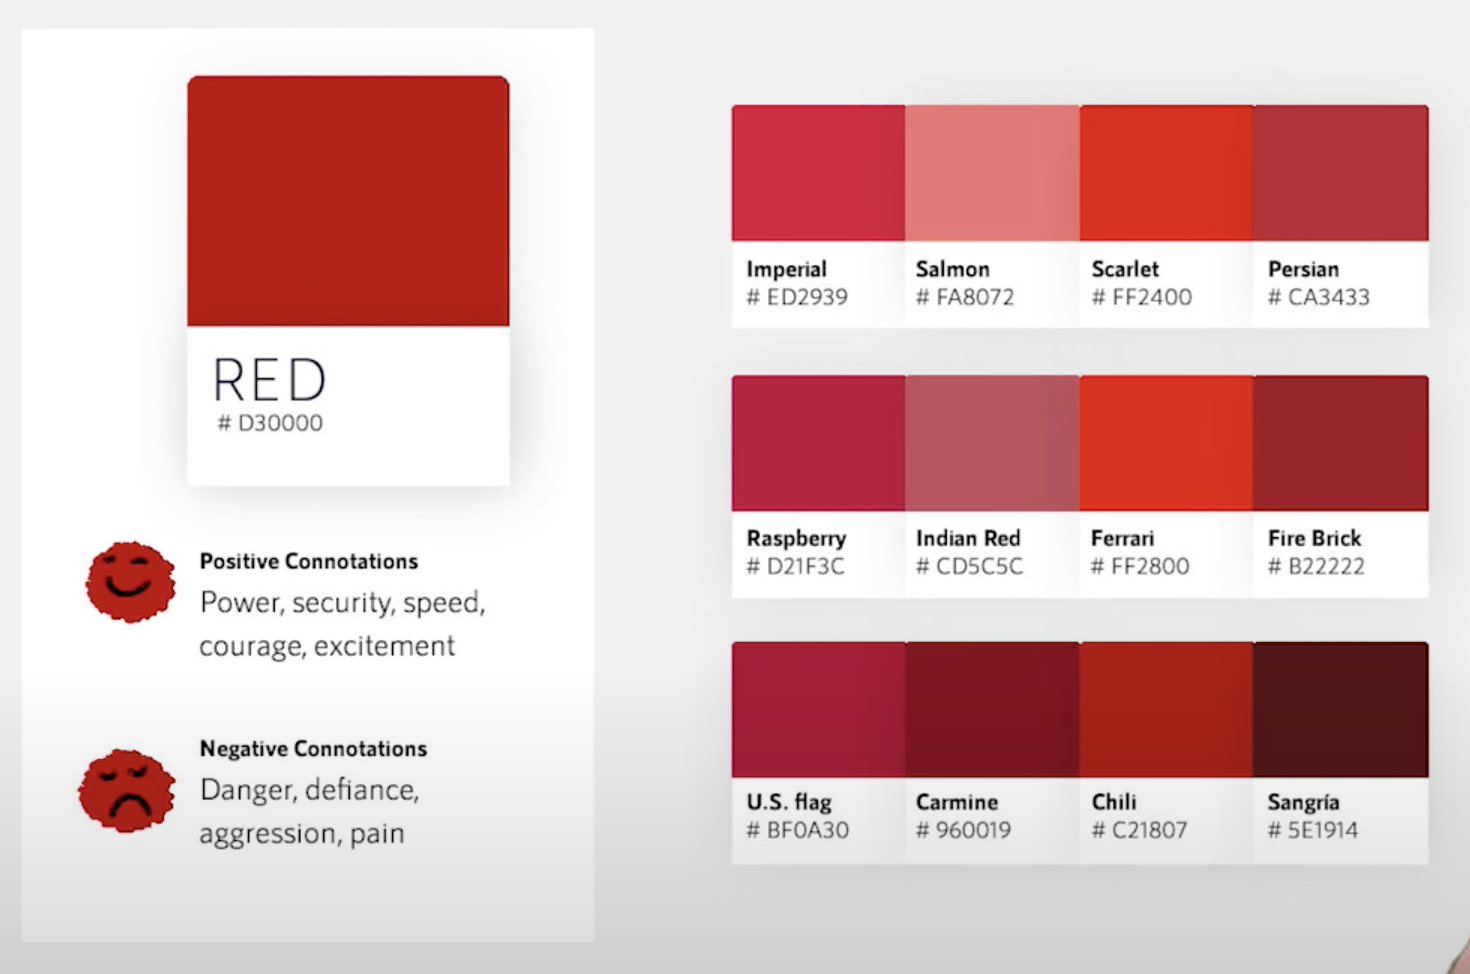 RED
# D30000
Positive Connotations
Power, security, speed,
courage, excitement
Negative Connotations
Danger, defiance,
aggression, pain
Imperial
# ED2939
Salmon
# FA8072
Scarlet
# FF2400
Persian
# CA3433
Raspberry
# D21F3C
Indian Red
# CD5C5C
Ferrari
# FF2800
Fire Brick
# B22222
U.S. flag
# BF0A30
Carmine
# 960019
Chili
# C21807
Sangría
# 5E1914